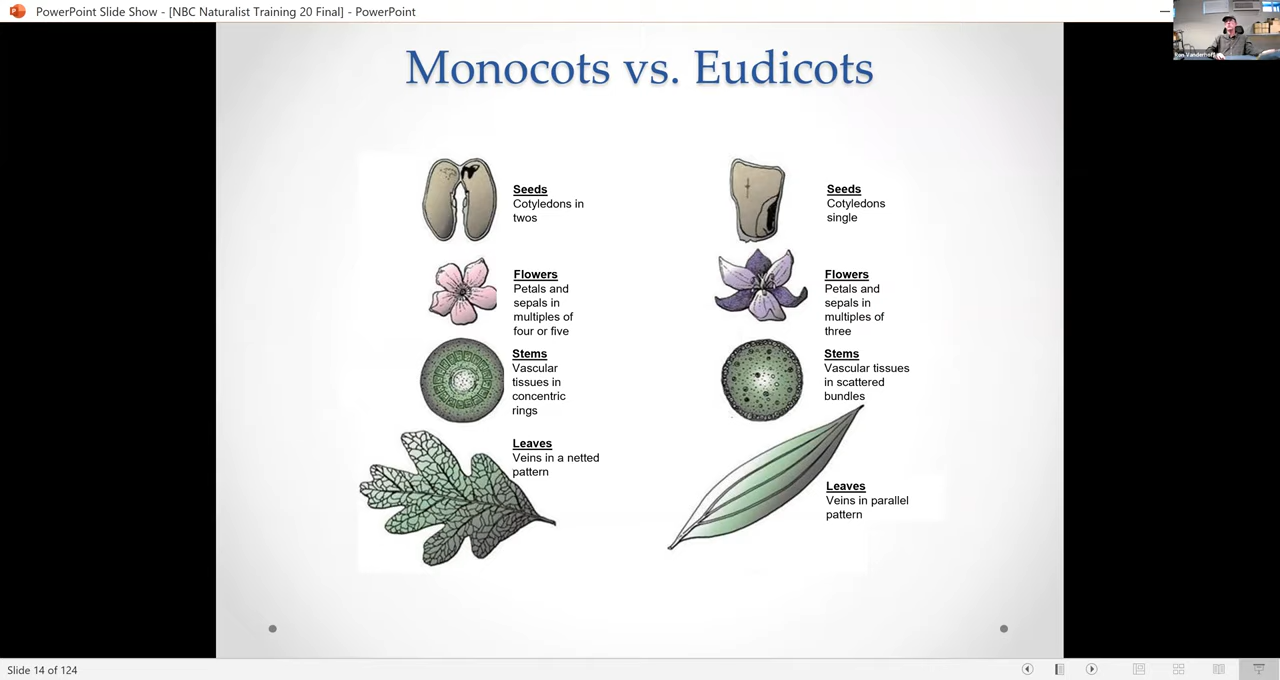 PowerPoint Slide Show - [NBC Naturalist Training 20 Final] - PowerPoint
Ron Vanderhoff
Monocots vs. Eudicots
Seeds
Cotyledons in
twos
Flowers
Petals and
sepals in
multiples of
four or five
Stems
Vascular
tissues in
concentric
rings
Leaves
Veins in a netted
pattern
Seeds
Cotyledons
single
Flowers
Petals and
sepals in
multiples of
three
Stems
Vascular tissues
in scattered
bundles
Leaves
Veins in parallel
pattern
Slide 14 of 124